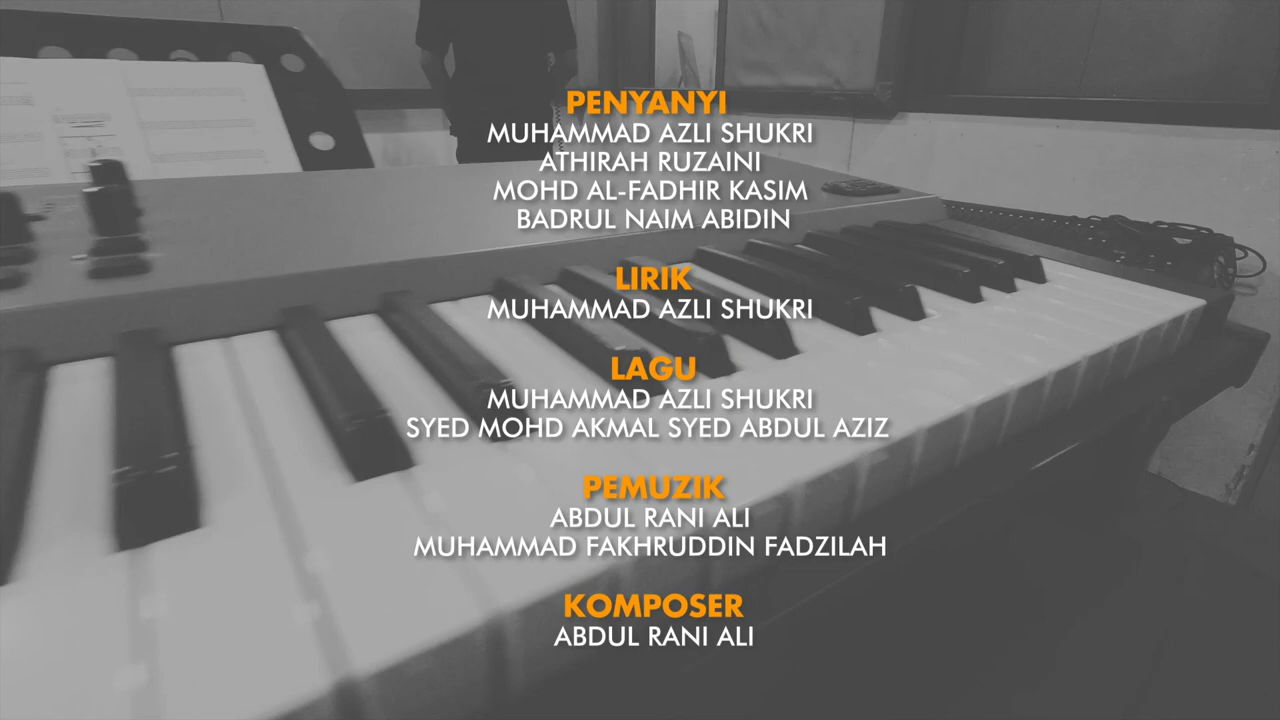 PENYANYI
MUHAMMAD AZLI SHUKRI
ATHIRAH RUZAINI
MOHD AL-FADHIR KASIM
BADRUL NAIM ABIDIN
LIRIK
MUHAMMAD AZLI SHUKRI
LAGU
MUHAMMAD AZLI SHUKRI
SYED MOHD AKMAL SYED ABDUL AZIZ
PEMUZIK
ABDUL RANI ALI
MUHAMMAD FAKHRUDDIN FADZILAH
KOMPOSER
ABDUL RANI ALI